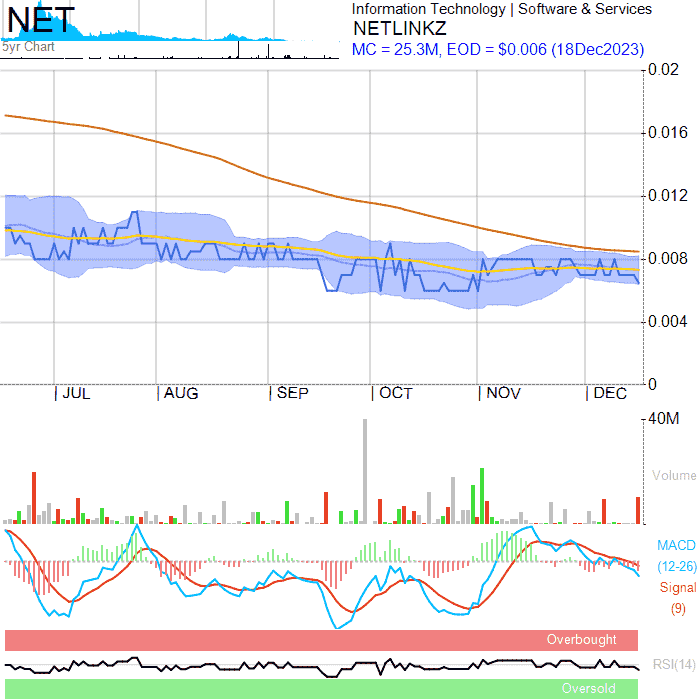 NET
5yr Chart
Information Technology | Software & Services
NETLINKZ
MC = 25.3M, EOD = $0.006 (18Dec2023)
0.02
0.016
0.012
0.008
0.004
0
| JUL | AUG | SEP | OCT | NOV | DEC
40M
Volume
MACD
(12-26)
Signal
(9)
Overbought
RSI(14)
Oversold